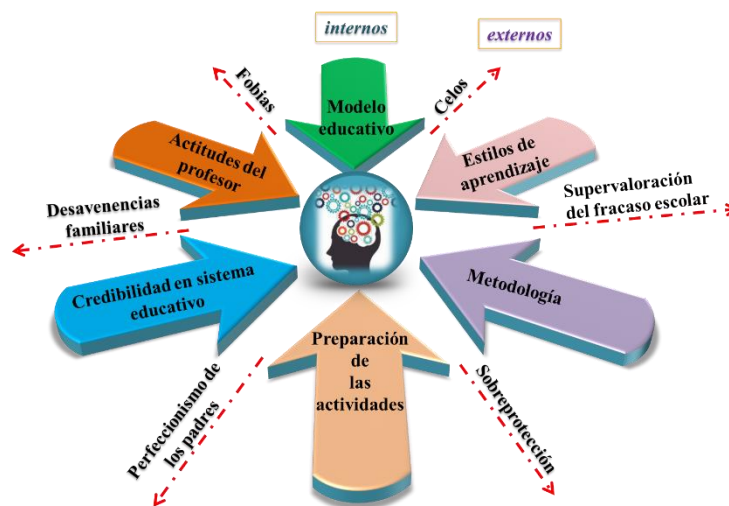 internos
externos
Fobias
Modelo
educativo
Celos
Actitudes del
profesor
Estilos de
aprendizaje
Desavenencias
familiares
Supervaloración
del fracaso escolar
Credibilidad en sistema
educativo
Metodología
Preparación
de
las
actividades
Perfeccionismo de
los padres
Sobreprotección